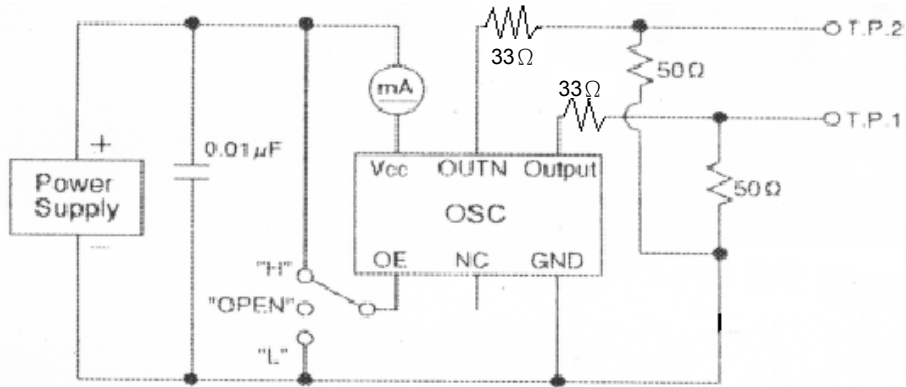 33Ω
T.P.2
50Ω
mA
33Ω
T.P.1
+
0.01µF
Vcc OUTN Output
Power
Supply
50Ω
OSC
—
OE NC GND
"H"
"OPEN"
"L"